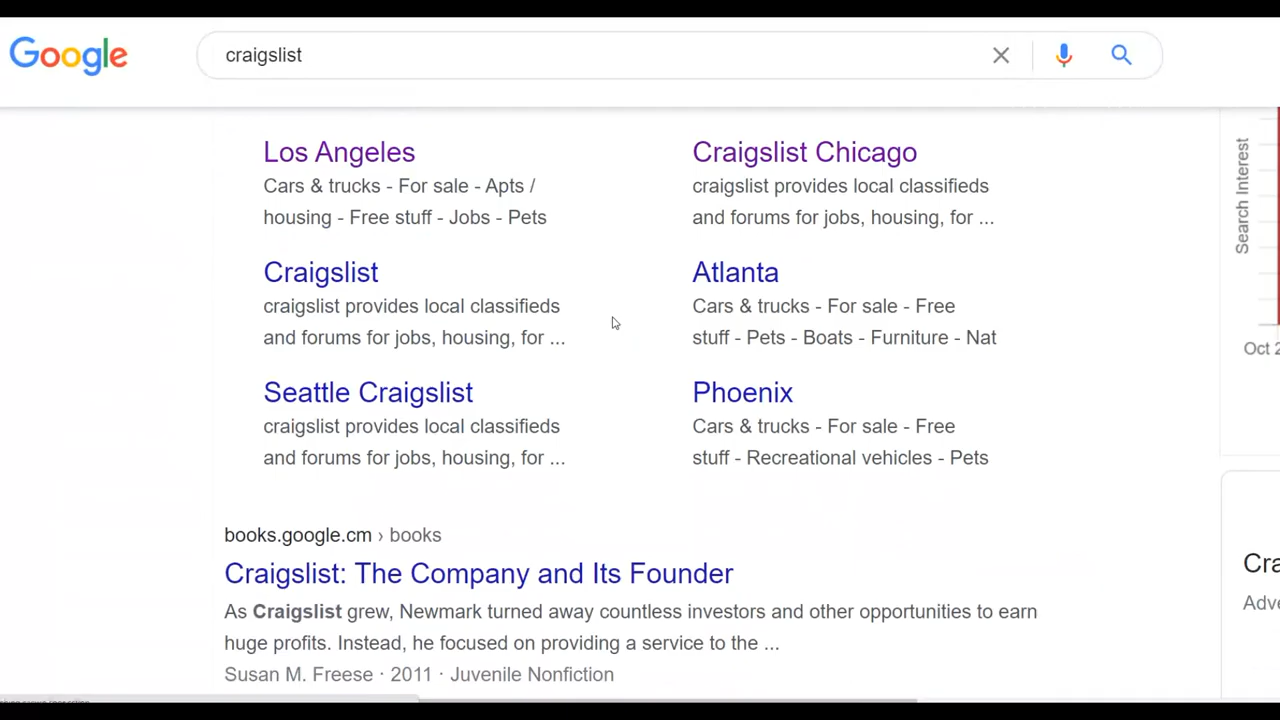 Google
craigslist
Los Angeles
Cars & trucks - For sale - Apts /
housing - Free stuff - Jobs - Pets
Craigslist Chicago
craigslist provides local classifieds
and forums for jobs, housing, for ...
Craigslist
craigslist provides local classifieds
and forums for jobs, housing, for ...
Atlanta
Cars & trucks - For sale - Free
stuff - Pets - Boats - Furniture - Nat
Seattle Craigslist
craigslist provides local classifieds
and forums for jobs, housing, for ...
Phoenix
Cars & trucks - For sale - Free
stuff - Recreational vehicles - Pets
books.google.cm › books
Craigslist: The Company and Its Founder
As Craigslist grew, Newmark turned away countless investors and other opportunities to earn
huge profits. Instead, he focused on providing a service to the ...
Susan M. Freese · 2011 · Juvenile Nonfiction
Search Interest
Oct 2
Cra
Adve